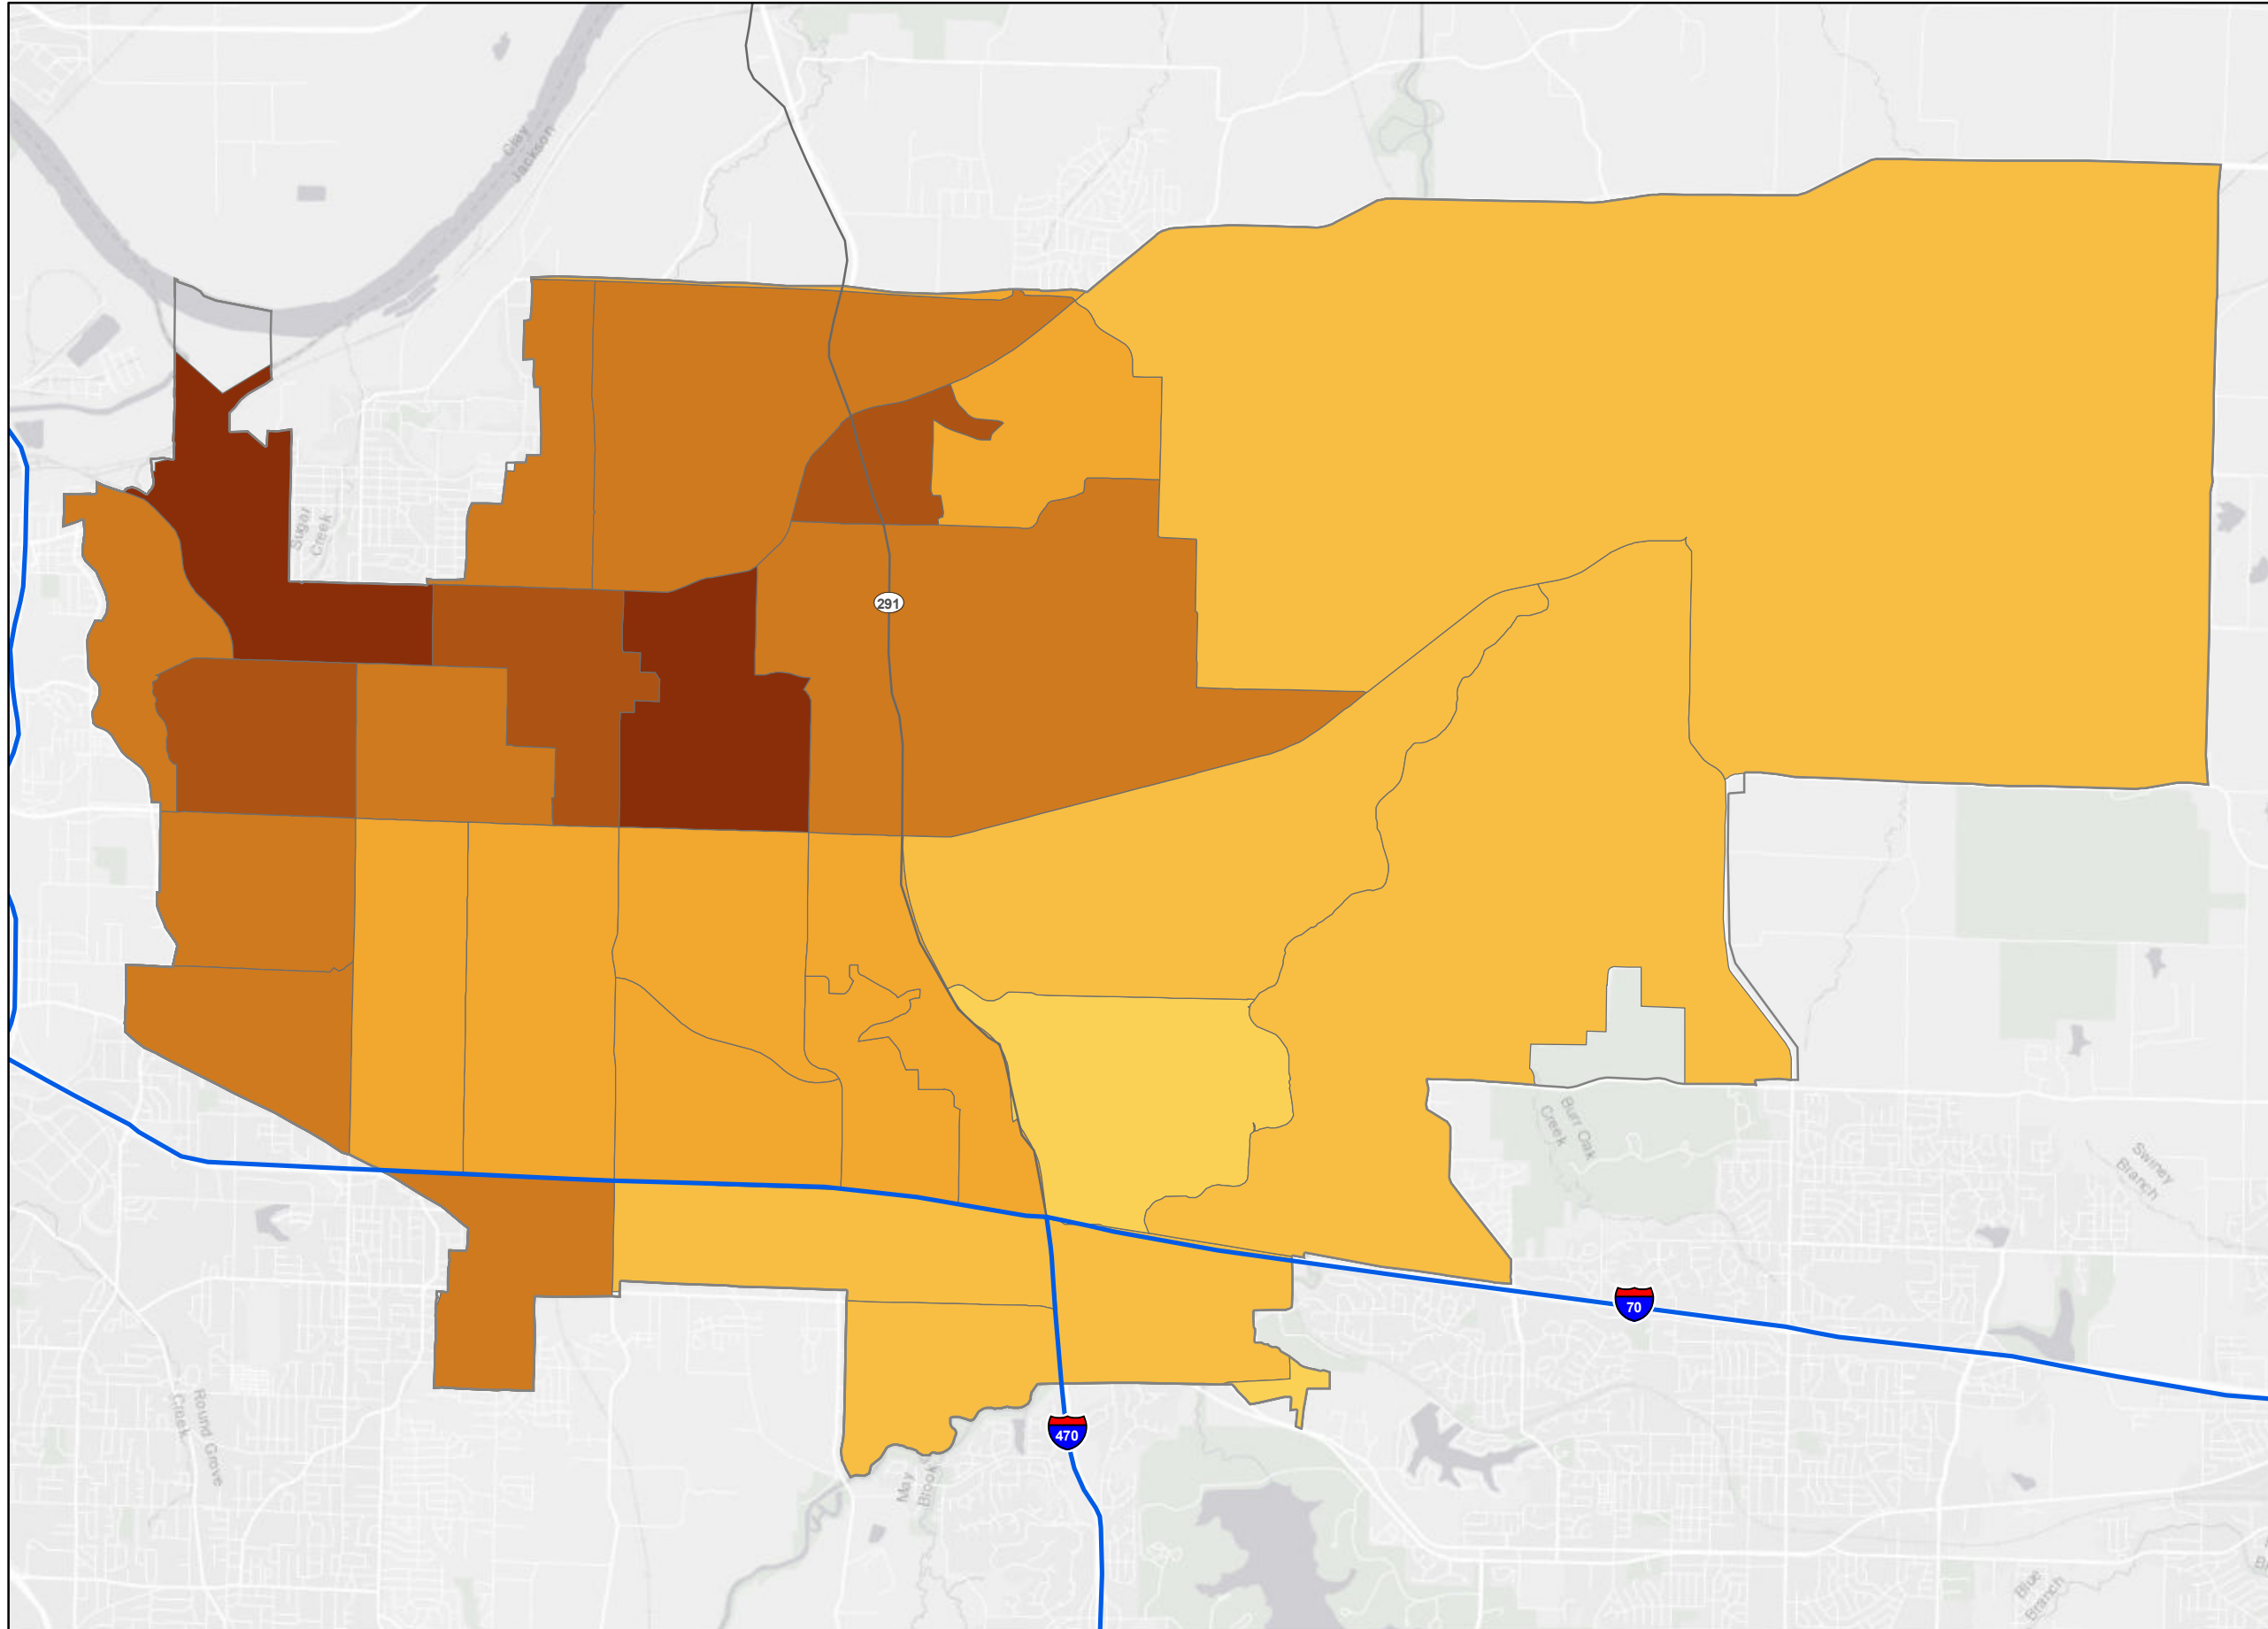 Clay
Jackson
Sugar
Creek
291
Burr Oak
Creek
Swiney
Branch
70
470
Round Grove
Creek
May
Brook
Blue
Branch